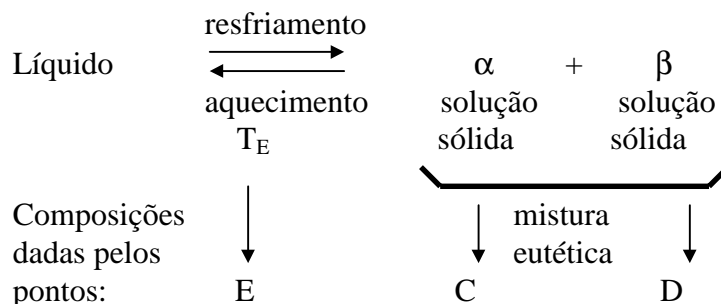 resfriamento
Líquido α + β
aquecimento solução solução
T_E sólida sólida
Composições mistura
dadas pelos eutética
pontos: E C D